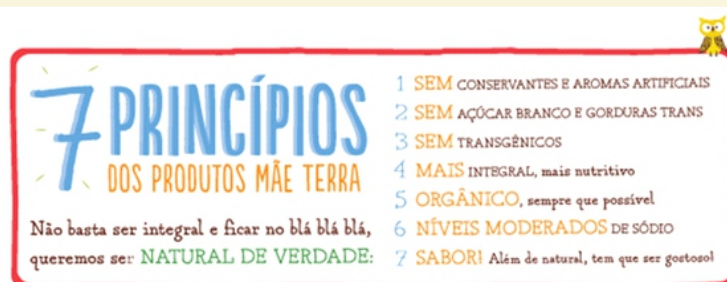 7 PRINCÍPIOS
DOS PRODUTOS MÃE TERRA
Não basta ser integral e ficar no blá blá blá,
queremos ser NATURAL DE VERDADE:
1 SEM CONSERVANTES E AROMAS ARTIFICIAIS
2 SEM AÇÚCAR BRANCO E GORDURAS TRANS
3 SEM TRANSGÊNICOS
4 MAIS INTEGRAL, mais nutritivo
5 ORGÂNICO, sempre que possível
6 NÍVEIS MODERADOS DE SÓDIO
7 SABOR! Além de natural, tem que ser gostoso!